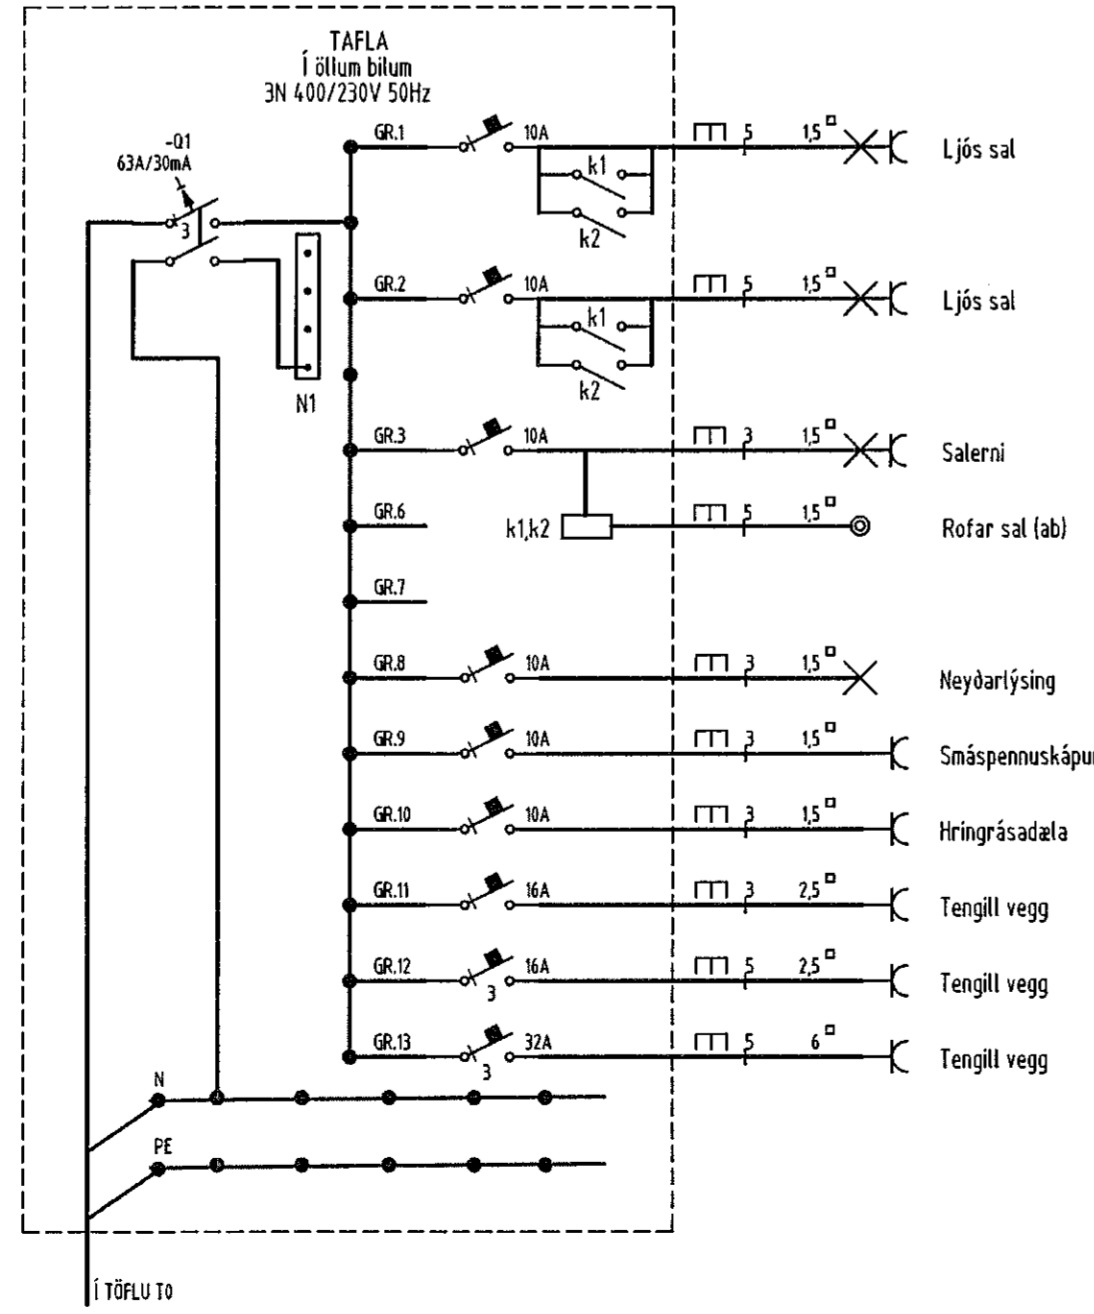 TAFLA
Í öllum bilum
3N 400/230V 50Hz
-Q1
63A/30mA
3
N1
GR.1 10A 5 1,5 Ljós sal
k1
k2
GR.2 10A 5 1,5 Ljós sal
k1
k2
GR.3 10A 3 1,5 Salerni
GR.6 k1,k2 5 1,5 Rofar sal (ab)
GR.7
GR.8 10A 3 1,5 Neyðarlýsing
GR.9 10A 3 1,5 Smáspennuskápur
GR.10 10A 3 1,5 Hringrásadæla
GR.11 16A 3 2,5 Tengill vegg
GR.12 16A 5 2,5 Tengill vegg
3
GR.13 32A 5 6 Tengill vegg
3
N
PE
Í TÖFLU T0